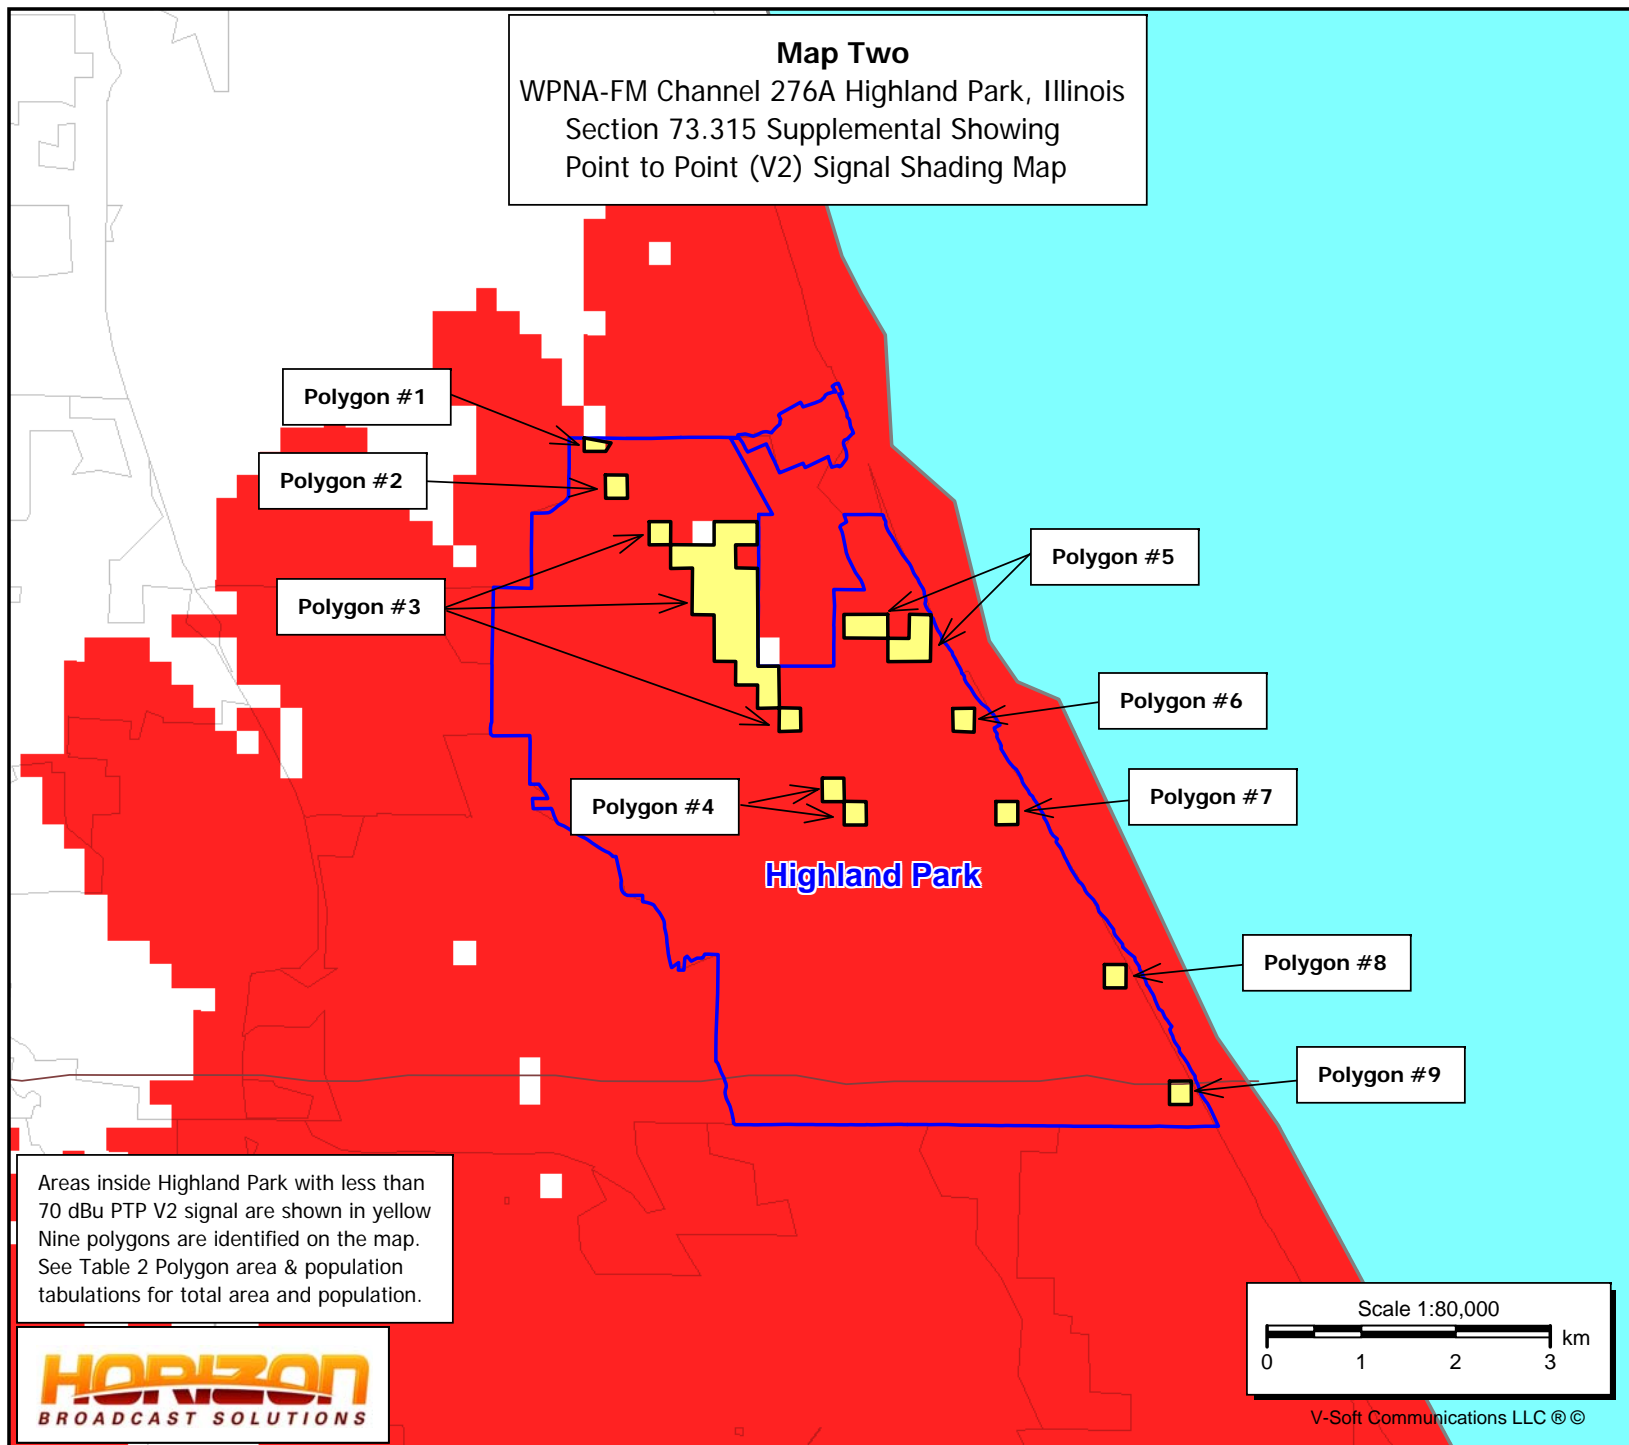 Map Two
WPNA-FM Channel 276A Highland Park, Illinois
Section 73.315 Supplemental Showing
Point to Point (V2) Signal Shading Map
Polygon #1
Polygon #2
Polygon #3
Polygon #5
Polygon #6
Polygon #4
Polygon #7
Highland Park
Polygon #8
Polygon #9
Areas inside Highland Park with less than
70 dBu PTP V2 signal are shown in yellow
Nine polygons are identified on the map.
See Table 2 Polygon area & population
tabulations for total area and population.
Scale 1:80,000
km
0 1 2 3
HORIZON
BROADCAST SOLUTIONS
V-Soft Communications LLC ® ©